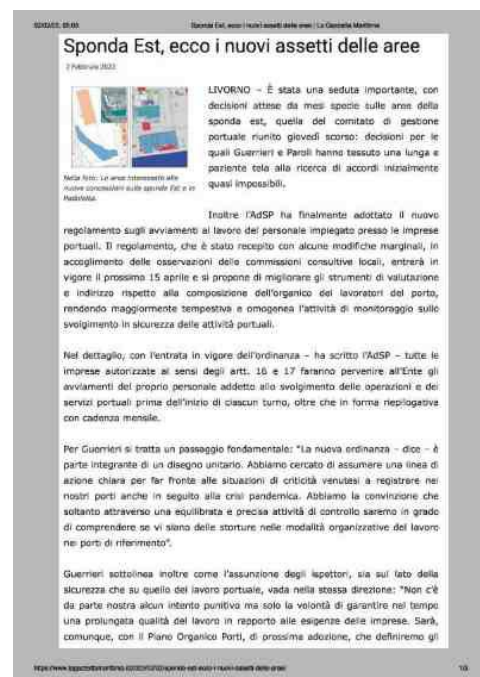 Sponda Est, ecco i nuovi assetti delle aree | La Gazzetta Marittima
Sponda Est, ecco i nuovi assetti delle aree
2 Febbraio 2022
LIVORNO – È stata una seduta importante, con
decisioni attese da mesi specie sulle aree della
sponda est, quella del comitato di gestione
portuale riunito giovedì scorso: decisioni per le
quali Guerrieri e Paroli hanno tessuto una lunga e
paziente tela alla ricerca di accordi inizialmente
quasi impossibili.
Nella foto: Le aree interessate alle
nuove concessioni sulla sponda Est e in
Paduletta.
Inoltre l'AdSP ha finalmente adottato il nuovo
regolamento sugli avviamenti al lavoro del personale impiegato presso le imprese
portuali. Il regolamento, che è stato recepito con alcune modifiche marginali, in
accoglimento delle osservazioni delle commissioni consultive locali, entrerà in
vigore il prossimo 15 aprile e si propone di migliorare gli strumenti di valutazione
e indirizzo rispetto alla composizione dell'organico dei lavoratori del porto,
rendendo maggiormente tempestiva e omogenea l'attività di monitoraggio sullo
svolgimento in sicurezza delle attività portuali.
Nel dettaglio, con l'entrata in vigore dell'ordinanza – ha scritto l'AdSP – tutte le
imprese autorizzate ai sensi degli artt. 16 e 17 faranno pervenire all'Ente gli
avviamenti del proprio personale addetto allo svolgimento delle operazioni e dei
servizi portuali prima dell'inizio di ciascun turno, oltre che in forma riepilogativa
con cadenza mensile.
Per Guerrieri si tratta un passaggio fondamentale: "La nuova ordinanza – dice – è
parte integrante di un disegno unitario. Abbiamo cercato di assumere una linea di
azione chiara per far fronte alle situazioni di criticità venutesi a registrare nei
nostri porti anche in seguito alla crisi pandemica. Abbiamo la convinzione che
soltanto attraverso una equilibrata e precisa attività di controllo saremo in grado
di comprendere se vi siano delle storture nelle modalità organizzative del lavoro
nei porti di riferimento".
Guerrieri sottolinea inoltre come l'assunzione degli ispettori, sia sul lato della
sicurezza che su quello del lavoro portuale, vada nella stessa direzione: "Non c'è
da parte nostra alcun intento punitivo ma solo la volontà di garantire nel tempo
una prolungata qualità del lavoro in rapporto alle esigenze delle imprese. Sarà,
comunque, con il Piano Organico Porti, di prossima adozione, che definiremo gli
1/3